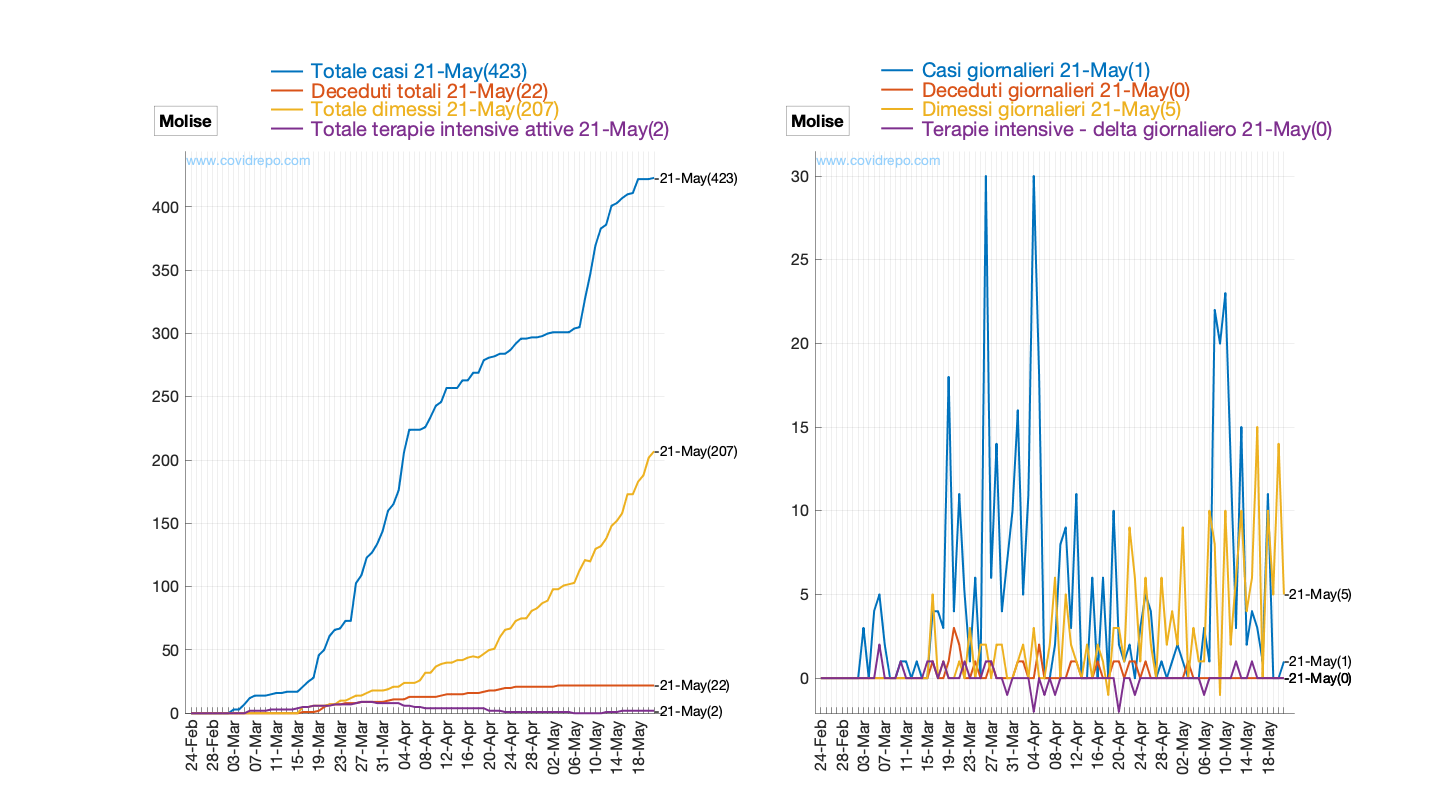 Totale casi 21-May(423)
Deceduti totali 21-May(22)
Totale dimessi 21-May(207)
Totale terapie intensive attive 21-May(2)
Molise
www.covidrepo.com
400
350
300
250
200
150
100
50
0
21-May(423)
21-May(207)
21-May(22)
21-May(2)
24-Feb
28-Feb
03-Mar
07-Mar
11-Mar
15-Mar
19-Mar
23-Mar
27-Mar
31-Mar
04-Apr
08-Apr
12-Apr
16-Apr
20-Apr
24-Apr
28-Apr
02-May
06-May
10-May
14-May
18-May
Casi giornalieri 21-May(1)
Deceduti giornalieri 21-May(0)
Dimessi giornalieri 21-May(5)
Terapie intensive - delta giornaliero 21-May(0)
Molise
www.covidrepo.com
30
25
20
15
10
5
0
21-May(5)
21-May(1)
21-May(0)
24-Feb
28-Feb
03-Mar
07-Mar
11-Mar
15-Mar
19-Mar
23-Mar
27-Mar
31-Mar
04-Apr
08-Apr
12-Apr
16-Apr
20-Apr
24-Apr
28-Apr
02-May
06-May
10-May
14-May
18-May